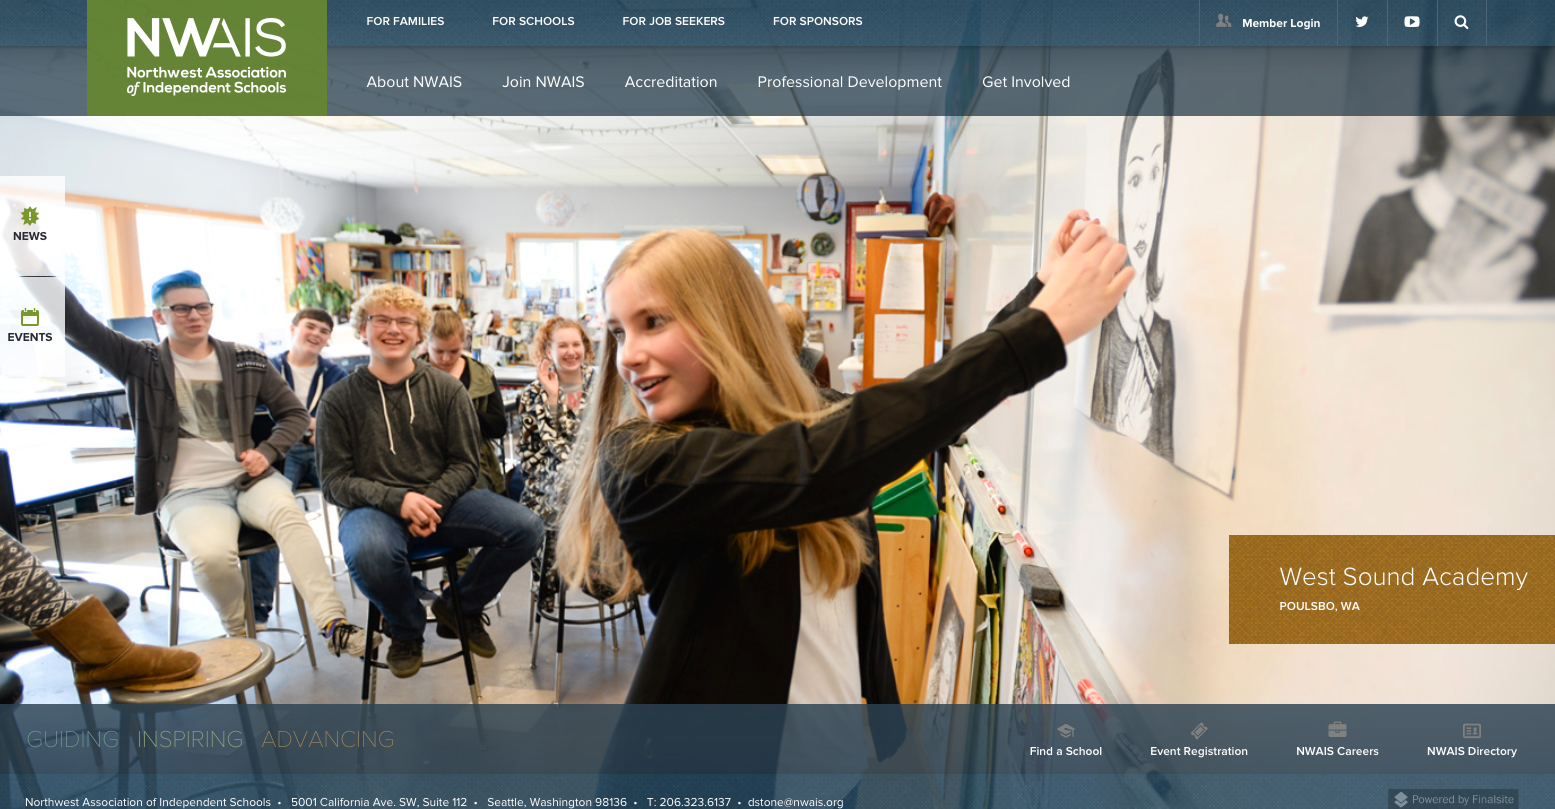 NWAIS
Northwest Association
of Independent Schools
FOR FAMILIES
FOR SCHOOLS
FOR JOB SEEKERS
FOR SPONSORS
Member Login
About NWAIS
Join NWAIS
Accreditation
Professional Development
Get Involved
NEWS
EVENTS
West Sound Academy
POULSBO, WA
GUIDING INSPIRING ADVANCING
Find a School
Event Registration
NWAIS Careers
NWAIS Directory
Northwest Association of Independent Schools • 5001 California Ave. SW, Suite 112 • Seattle, Washington 98136 • T: 206.323.6137 • dstone@nwais.org
Powered by Finalsite